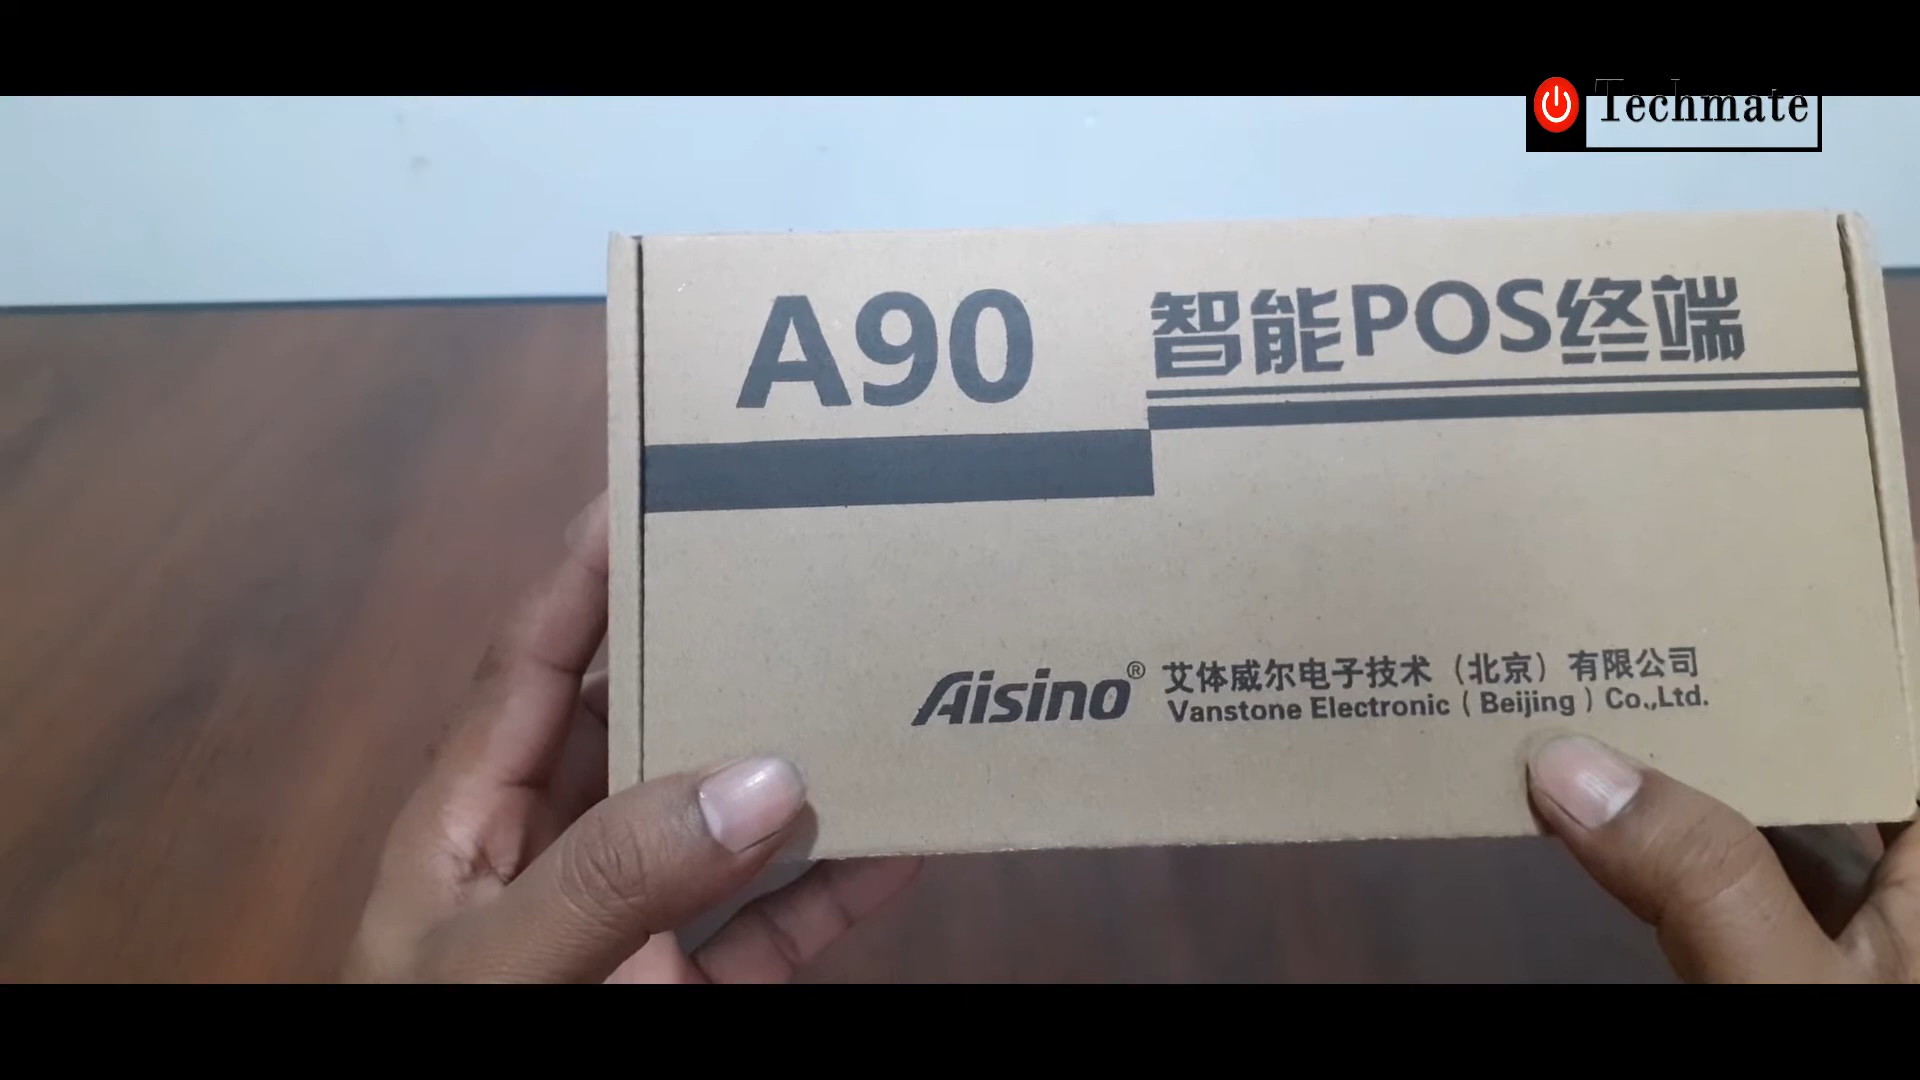 Techmate
A90
智能POS终端
Aisino®
艾体威尔电子技术（北京）有限公司
Vanstone Electronic ( Beijing ) Co.,Ltd.